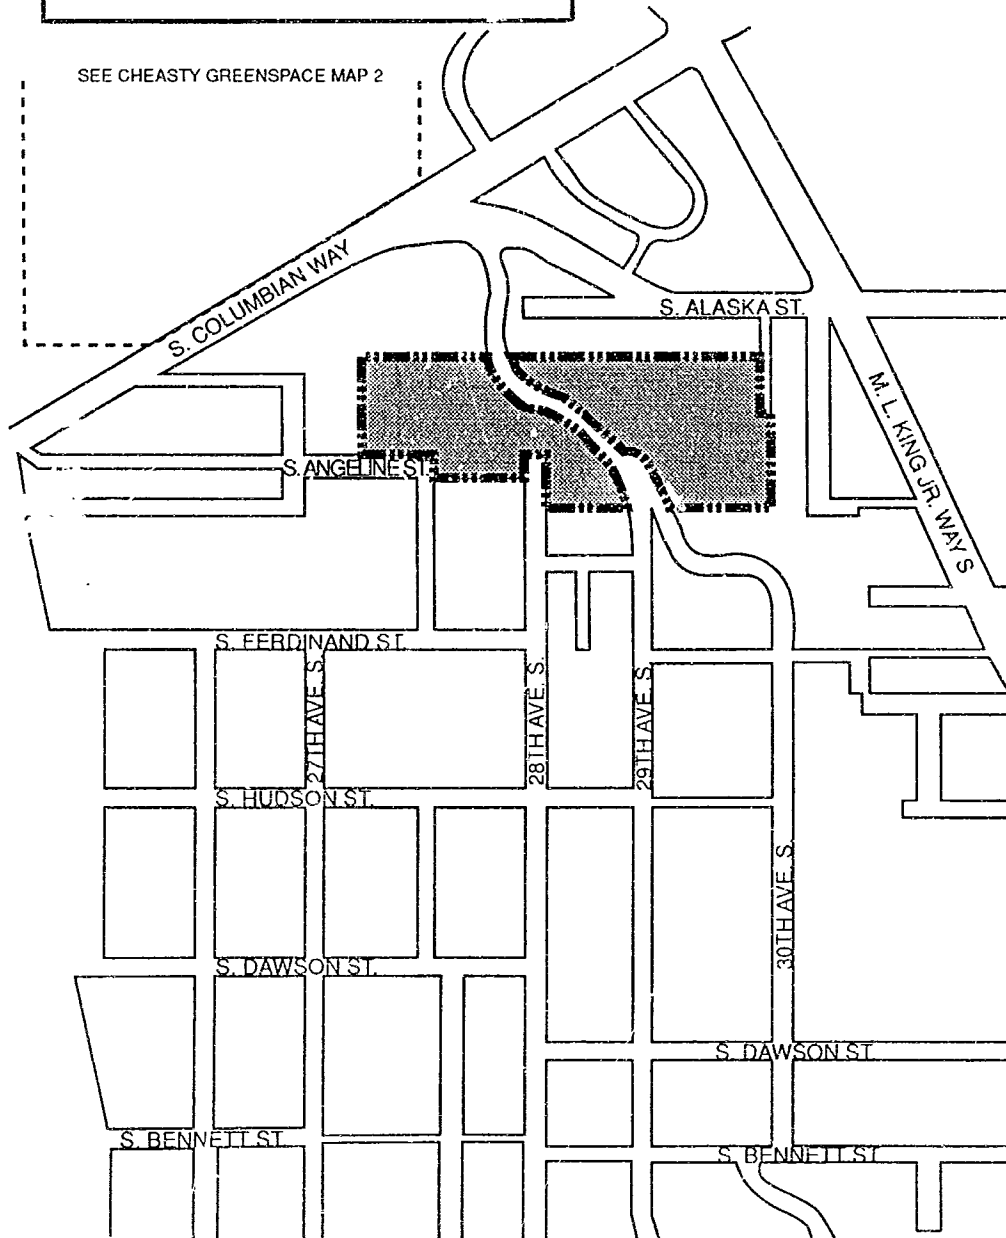 SEE CHEASTY GREENSPACE MAP 2
S. COLUMBIAN WAY
S. ALASKA ST.
M. L. KING JR. WAY S
S. ANGELINE ST.
S. FERDINAND ST.
27TH AVE. S.
28TH AVE. S.
29TH AVE. S.
S. HUDSON ST.
30TH AVE. S.
S. DAWSON ST.
S. DAWSON ST.
S. BENNETT ST.
S. BENNETT ST.